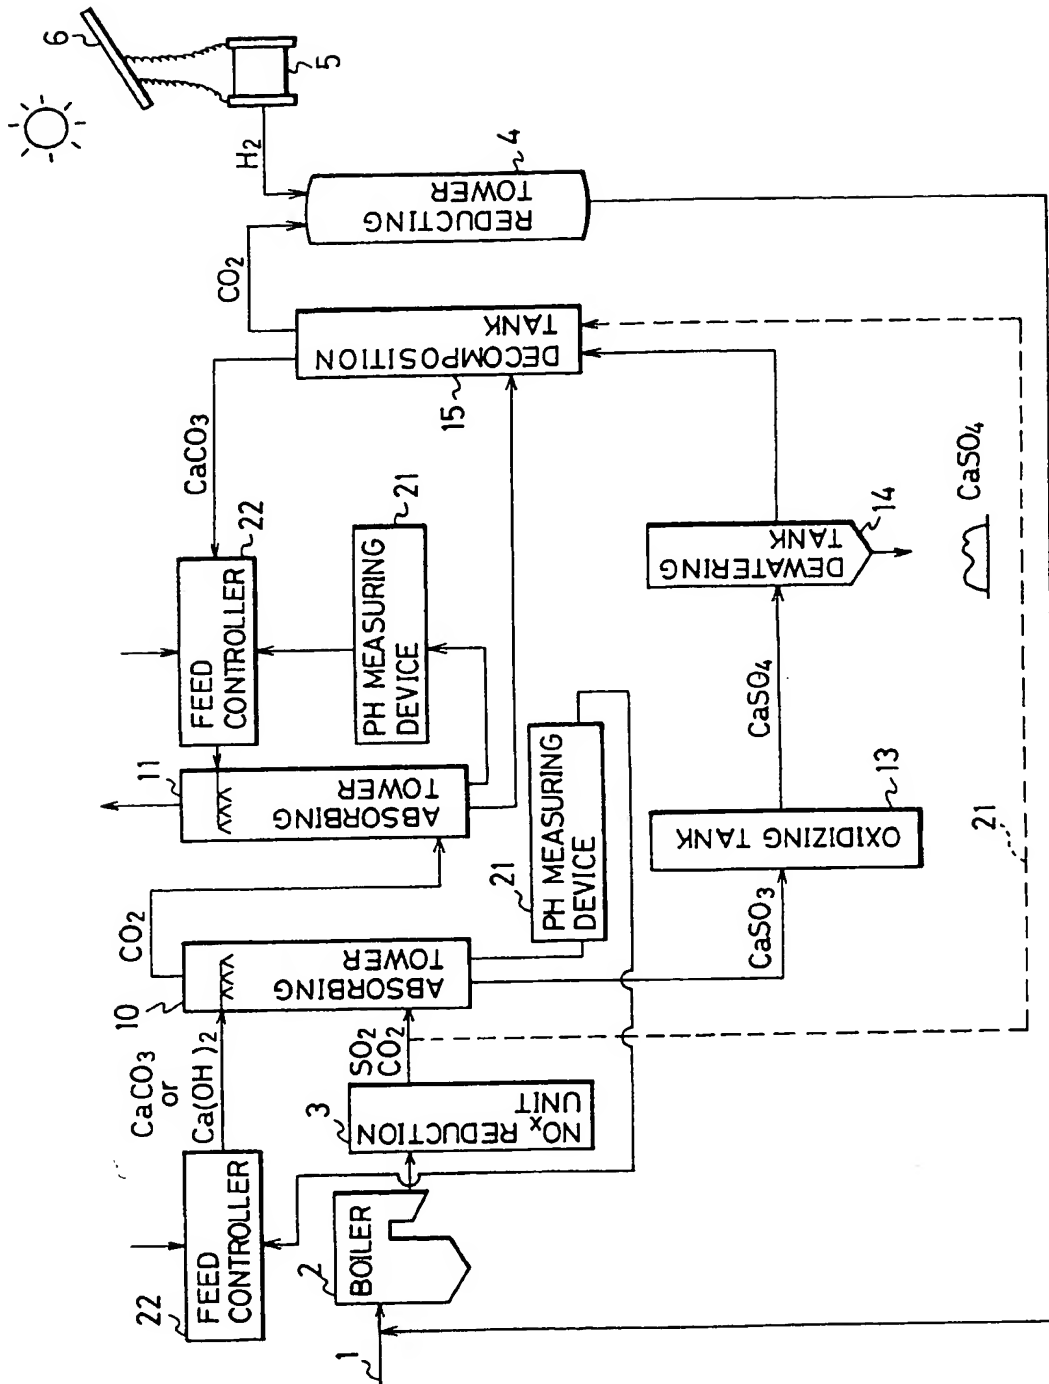 6
5
H2
REDUCTING
TOWER
4
CO2
DECOMPOSITION
TANK
15
CaCO3
FEED
CONTROLLER
22
PH MEASURING
DEVICE
21
DEWATERING
TANK
14
CaSO4
11
ABSORBING
TOWER
CaSO4
PH MEASURING
DEVICE
21
OXIDIZING TANK
13
21
CO2
10
ABSORBING
TOWER
CaSO3
CaCO3
or
Ca(OH)2
SO2
CO2
3
NOx REDUCTION
UNIT
FEED
CONTROLLER
22
2
BOILER
1